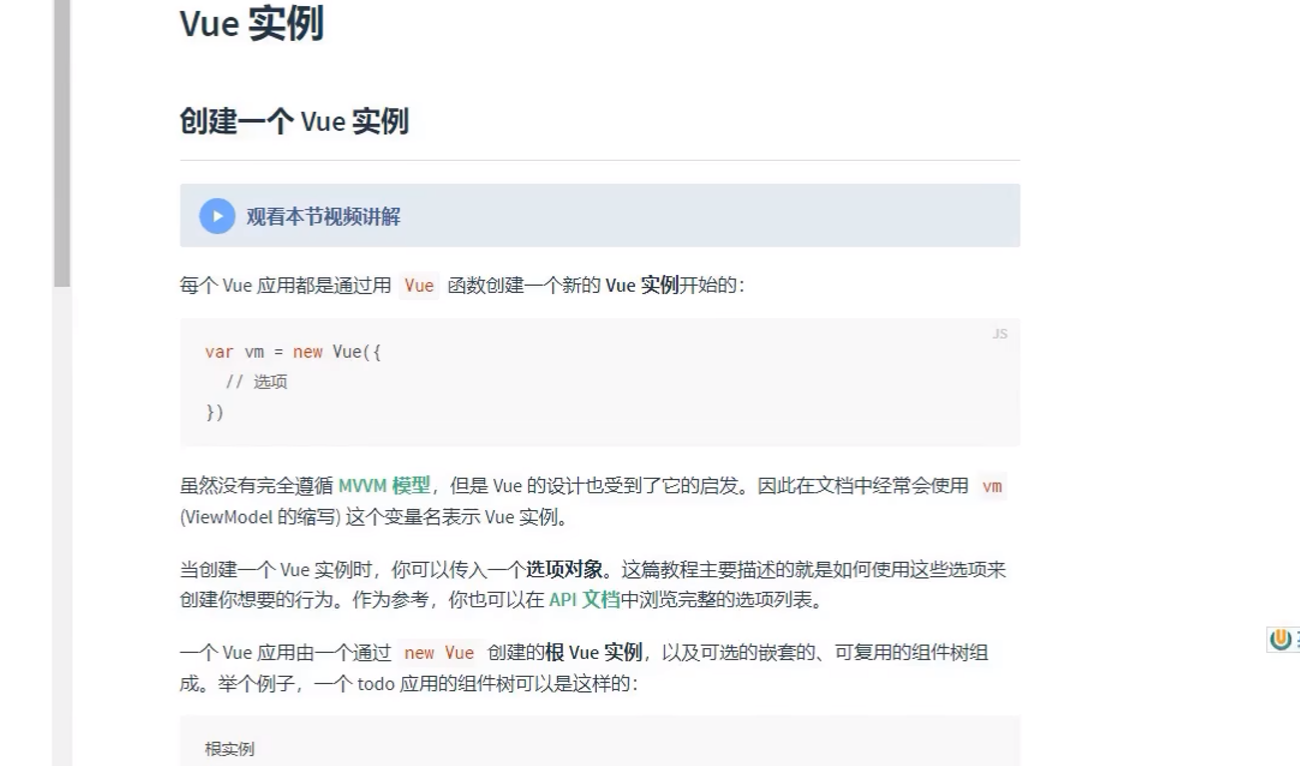 Vue 实例
创建一个 Vue 实例
观看本节视频讲解
每个 Vue 应用都是通过用 Vue 函数创建一个新的 Vue 实例开始的：
JS
var vm = new Vue({
  // 选项
})
虽然没有完全遵循 MVVM 模型，但是 Vue 的设计也受到了它的启发。因此在文档中经常会使用 vm
(ViewModel 的缩写) 这个变量名表示 Vue 实例。
当创建一个 Vue 实例时，你可以传入一个选项对象。这篇教程主要描述的就是如何使用这些选项来
创建你想要的行为。作为参考，你也可以在 API 文档中浏览完整的选项列表。
一个 Vue 应用由一个通过 new Vue 创建的根 Vue 实例，以及可选的嵌套的、可复用的组件树组
成。举个例子，一个 todo 应用的组件树可以是这样的：
根实例